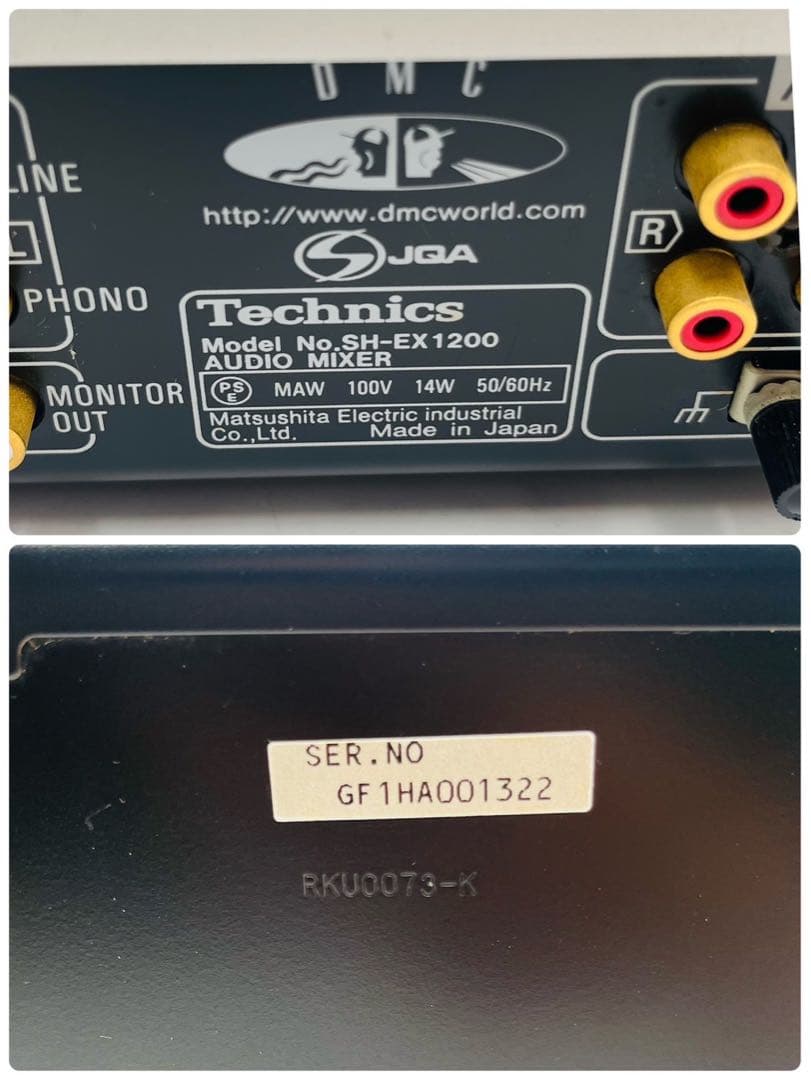 DMC
LINE
http://www.dmcworld.com
R
JQA
L
PHONO
Technics
Model No.SH-EX1200
AUDIO MIXER
PSE MAW 100V 14W 50/60Hz
MONITOR
OUT
Matsushita Electric industrial
Co.,Ltd. Made in Japan
SER.NO
GF1HA001322
RKU0073-K